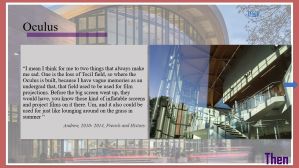 Oculus
"I mean I think for me to two things that always make
me sad. One is the loss of Tocil field, so where the
Oculus is built, because I have vague memories as an
undergrad that, that field used to be used for film
projections. Before the big screen went up, they
would have, you know those kind of inflatable screens
and project films on it there. Um, and it also could be
used for just like lounging around on the grass in
summer"
Andrew, 2010-2014, French and History
Then